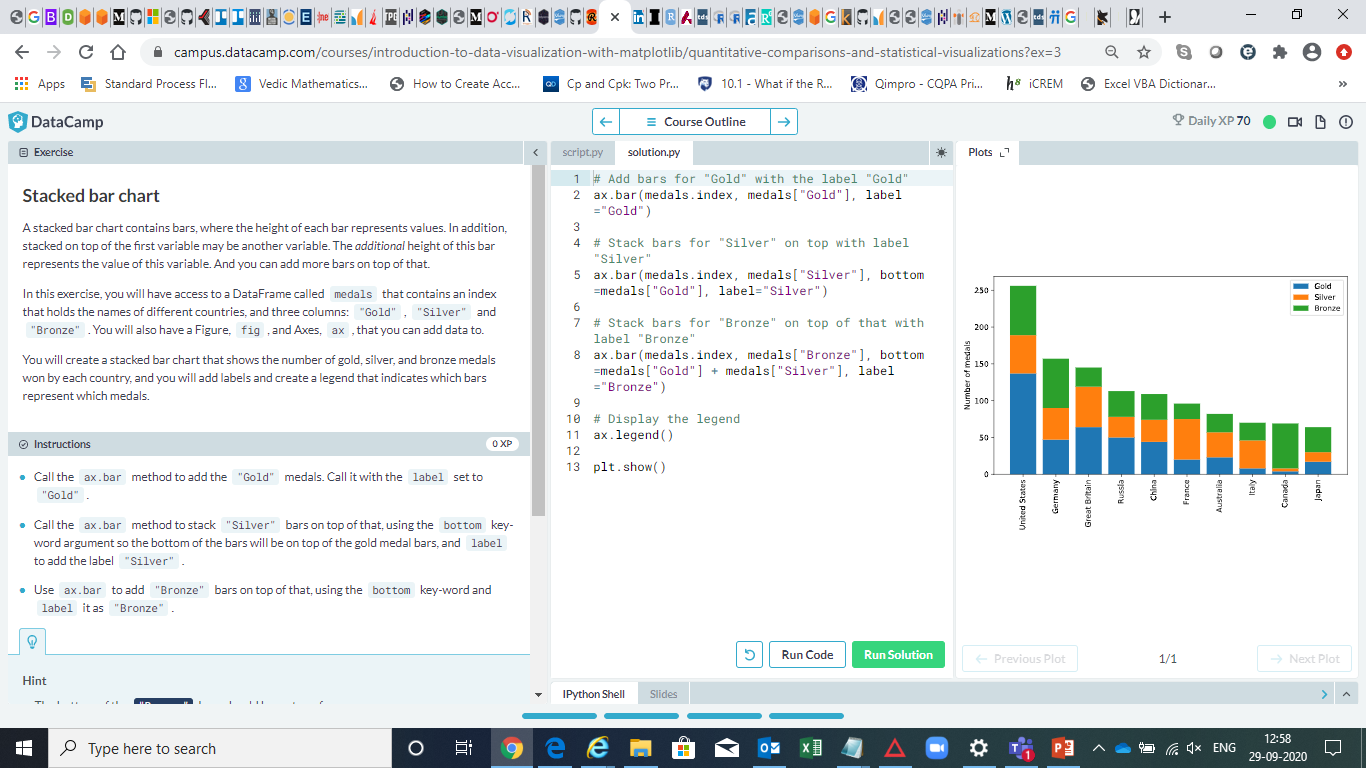 campus.datacamp.com/courses/introduction-to-data-visualization-with-matplotlib/quantitative-comparisons-and-statistical-visualizations?ex=3
Apps
Standard Process Fl...
Vedic Mathematics...
How to Create Acc...
Cp and Cpk: Two Pr...
10.1 - What if the R...
Qimpro - CQPA Pri...
iCREM
Excel VBA Dictionar...
»
DataCamp
Course Outline
Daily XP 70
Exercise
script.py
solution.py
Plots
Stacked bar chart
A stacked bar chart contains bars, where the height of each bar represents values. In addition,
stacked on top of the first variable may be another variable. The additional height of this bar
represents the value of this variable. And you can add more bars on top of that.
In this exercise, you will have access to a DataFrame called medals that contains an index
that holds the names of different countries, and three columns: "Gold" , "Silver" and
"Bronze" . You will also have a Figure, fig , and Axes, ax , that you can add data to.
You will create a stacked bar chart that shows the number of gold, silver, and bronze medals
won by each country, and you will add labels and create a legend that indicates which bars
represent which medals.
Instructions
0 XP
Call the ax.bar method to add the "Gold" medals. Call it with the label set to
"Gold" .
Call the ax.bar method to stack "Silver" bars on top of that, using the bottom key-
word argument so the bottom of the bars will be on top of the gold medal bars, and label
to add the label "Silver" .
Use ax.bar to add "Bronze" bars on top of that, using the bottom key-word and
label it as "Bronze" .
Hint
1 # Add bars for "Gold" with the label "Gold"
2 ax.bar(medals.index, medals["Gold"], label
="Gold")
3
4 # Stack bars for "Silver" on top with label
"Silver"
5 ax.bar(medals.index, medals["Silver"], bottom
=medals["Gold"], label="Silver")
6
7 # Stack bars for "Bronze" on top of that with
label "Bronze"
8 ax.bar(medals.index, medals["Bronze"], bottom
=medals["Gold"] + medals["Silver"], label
="Bronze")
9
10 # Display the legend
11 ax.legend()
12
13 plt.show()
Run Code
Run Solution
IPython Shell
Slides
Gold
Silver
Bronze
Number of medals
250
200
150
100
50
0
United States
Germany
Great Britain
Russia
China
France
Australia
Italy
Canada
Japan
Previous Plot
1/1
Next Plot
Type here to search
ENG
12:58
29-09-2020